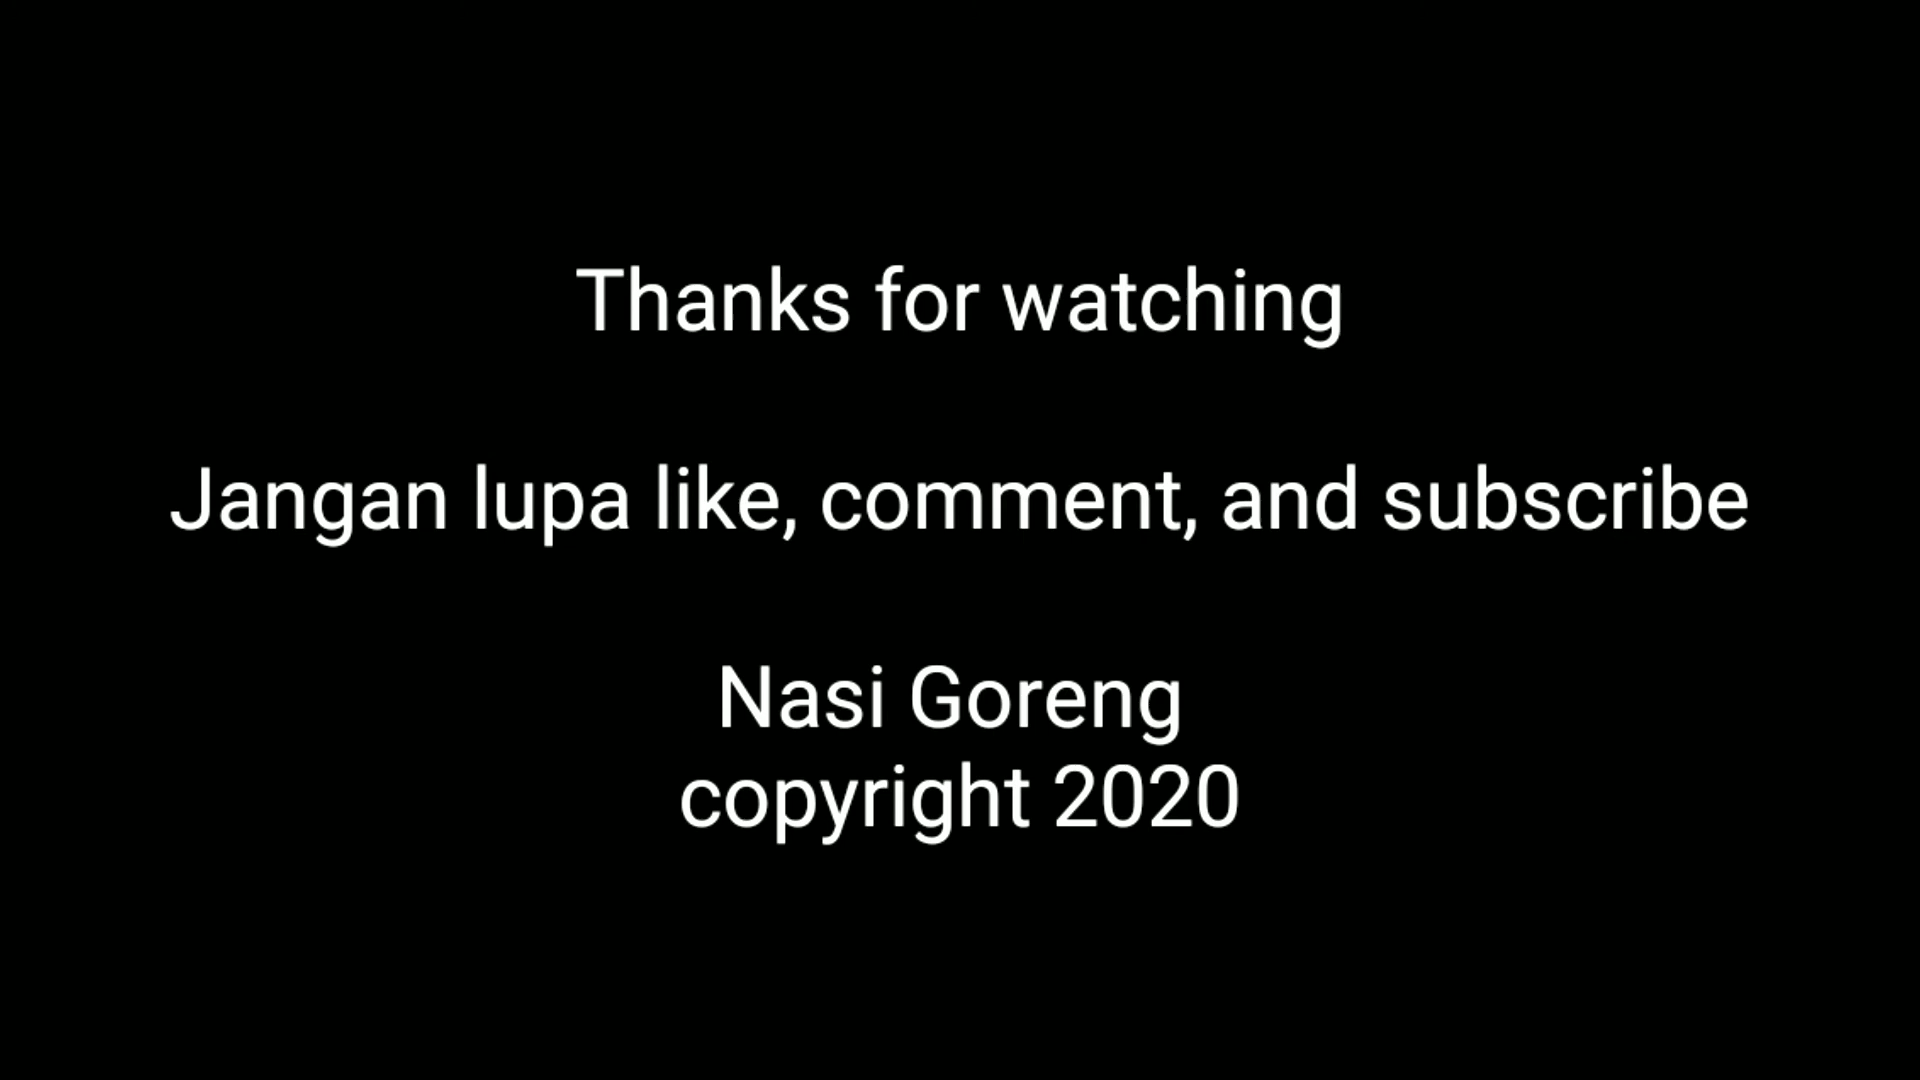 Thanks for watching
Jangan lupa like, comment, and subscribe
Nasi Goreng
copyright 2020